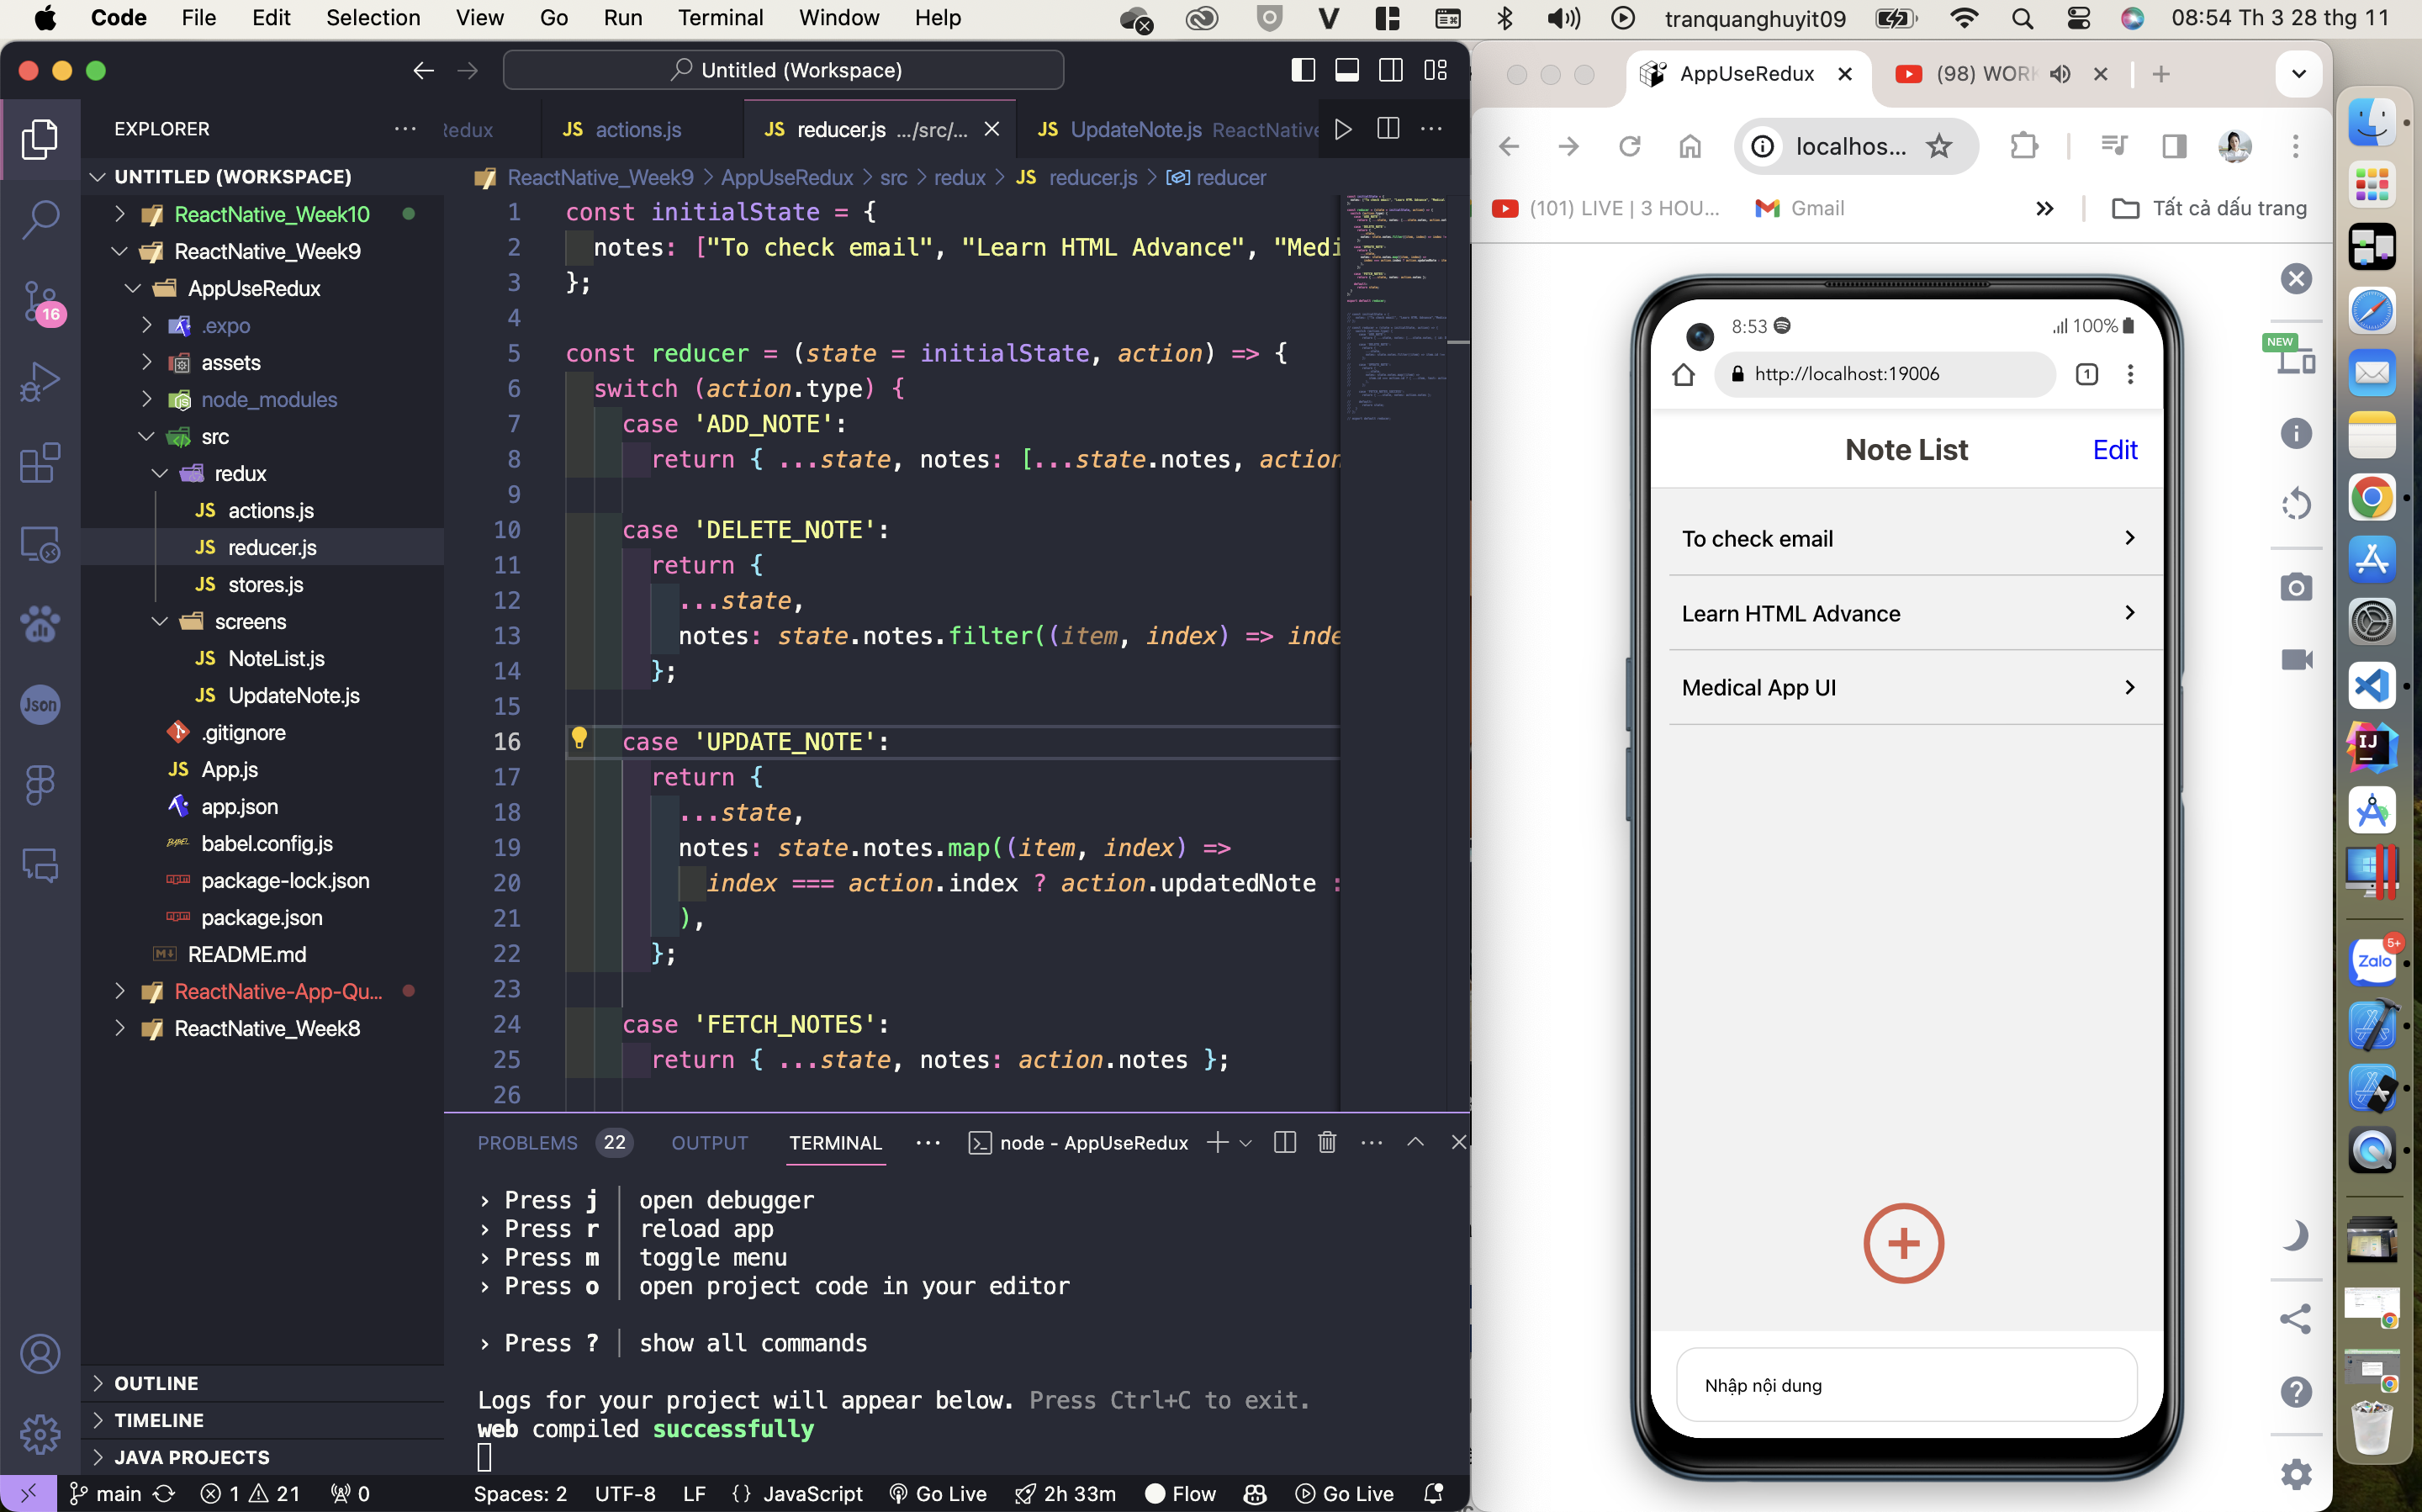 Code File Edit Selection View Go Run Terminal Window Help
tranquanghuyit09
08:54 Th 3 28 thg 11
Untitled (Workspace)
EXPLORER
UNTITLED (WORKSPACE)
ReactNative_Week10
ReactNative_Week9
AppUseRedux
.expo
assets
node_modules
src
redux
JS actions.js
JS reducer.js
JS stores.js
screens
JS NoteList.js
JS UpdateNote.js
.gitignore
JS App.js
app.json
babel.config.js
package-lock.json
package.json
README.md
ReactNative-App-Qu...
ReactNative_Week8
OUTLINE
TIMELINE
JAVA PROJECTS
16
Json
JS actions.js
JS reducer.js .../src/...
JS UpdateNote.js
ReactNative_Week9 > AppUseRedux > src > redux > JS reducer.js > reducer
1 const initialState = {
2 notes: ["To check email", "Learn HTML Advance", "Medi
3 };
4
5 const reducer = (state = initialState, action) => {
6 switch (action.type) {
7 case 'ADD_NOTE':
8 return { ...state, notes: [...state.notes, action
9
10 case 'DELETE_NOTE':
11 return {
12 ...state,
13 notes: state.notes.filter((item, index) => inde
14 };
15
16 case 'UPDATE_NOTE':
17 return {
18 ...state,
19 notes: state.notes.map((item, index) =>
20 index === action.index ? action.updatedNote :
21 ),
22 };
23
24 case 'FETCH_NOTES':
25 return { ...state, notes: action.notes };
26
PROBLEMS 22 OUTPUT TERMINAL ... node - AppUseRedux
› Press j │ open debugger
› Press r │ reload app
› Press m │ toggle menu
› Press o │ open project code in your editor
› Press ? │ show all commands
Logs for your project will appear below. Press Ctrl+C to exit.
web compiled successfully
main 1 21 0 Spaces: 2 UTF-8 LF {} JavaScript Go Live 2h 33m Flow Go Live
AppUseRedux
(98) WORK
localhos...
(101) LIVE | 3 HOU...
Gmail
Tất cả dấu trang
8:53
100%
http://localhost:19006
1
Note List
Edit
To check email
Learn HTML Advance
Medical App UI
Nhập nội dung
NEW
IJ
5+
Zalo